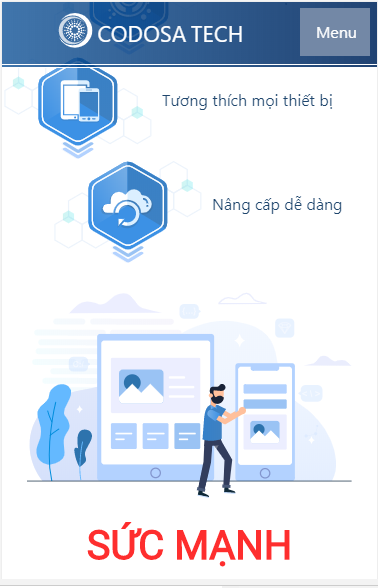 CODOSA TECH
Menu
Tương thích mọi thiết bị
Nâng cấp dễ dàng
SỨC MẠNH